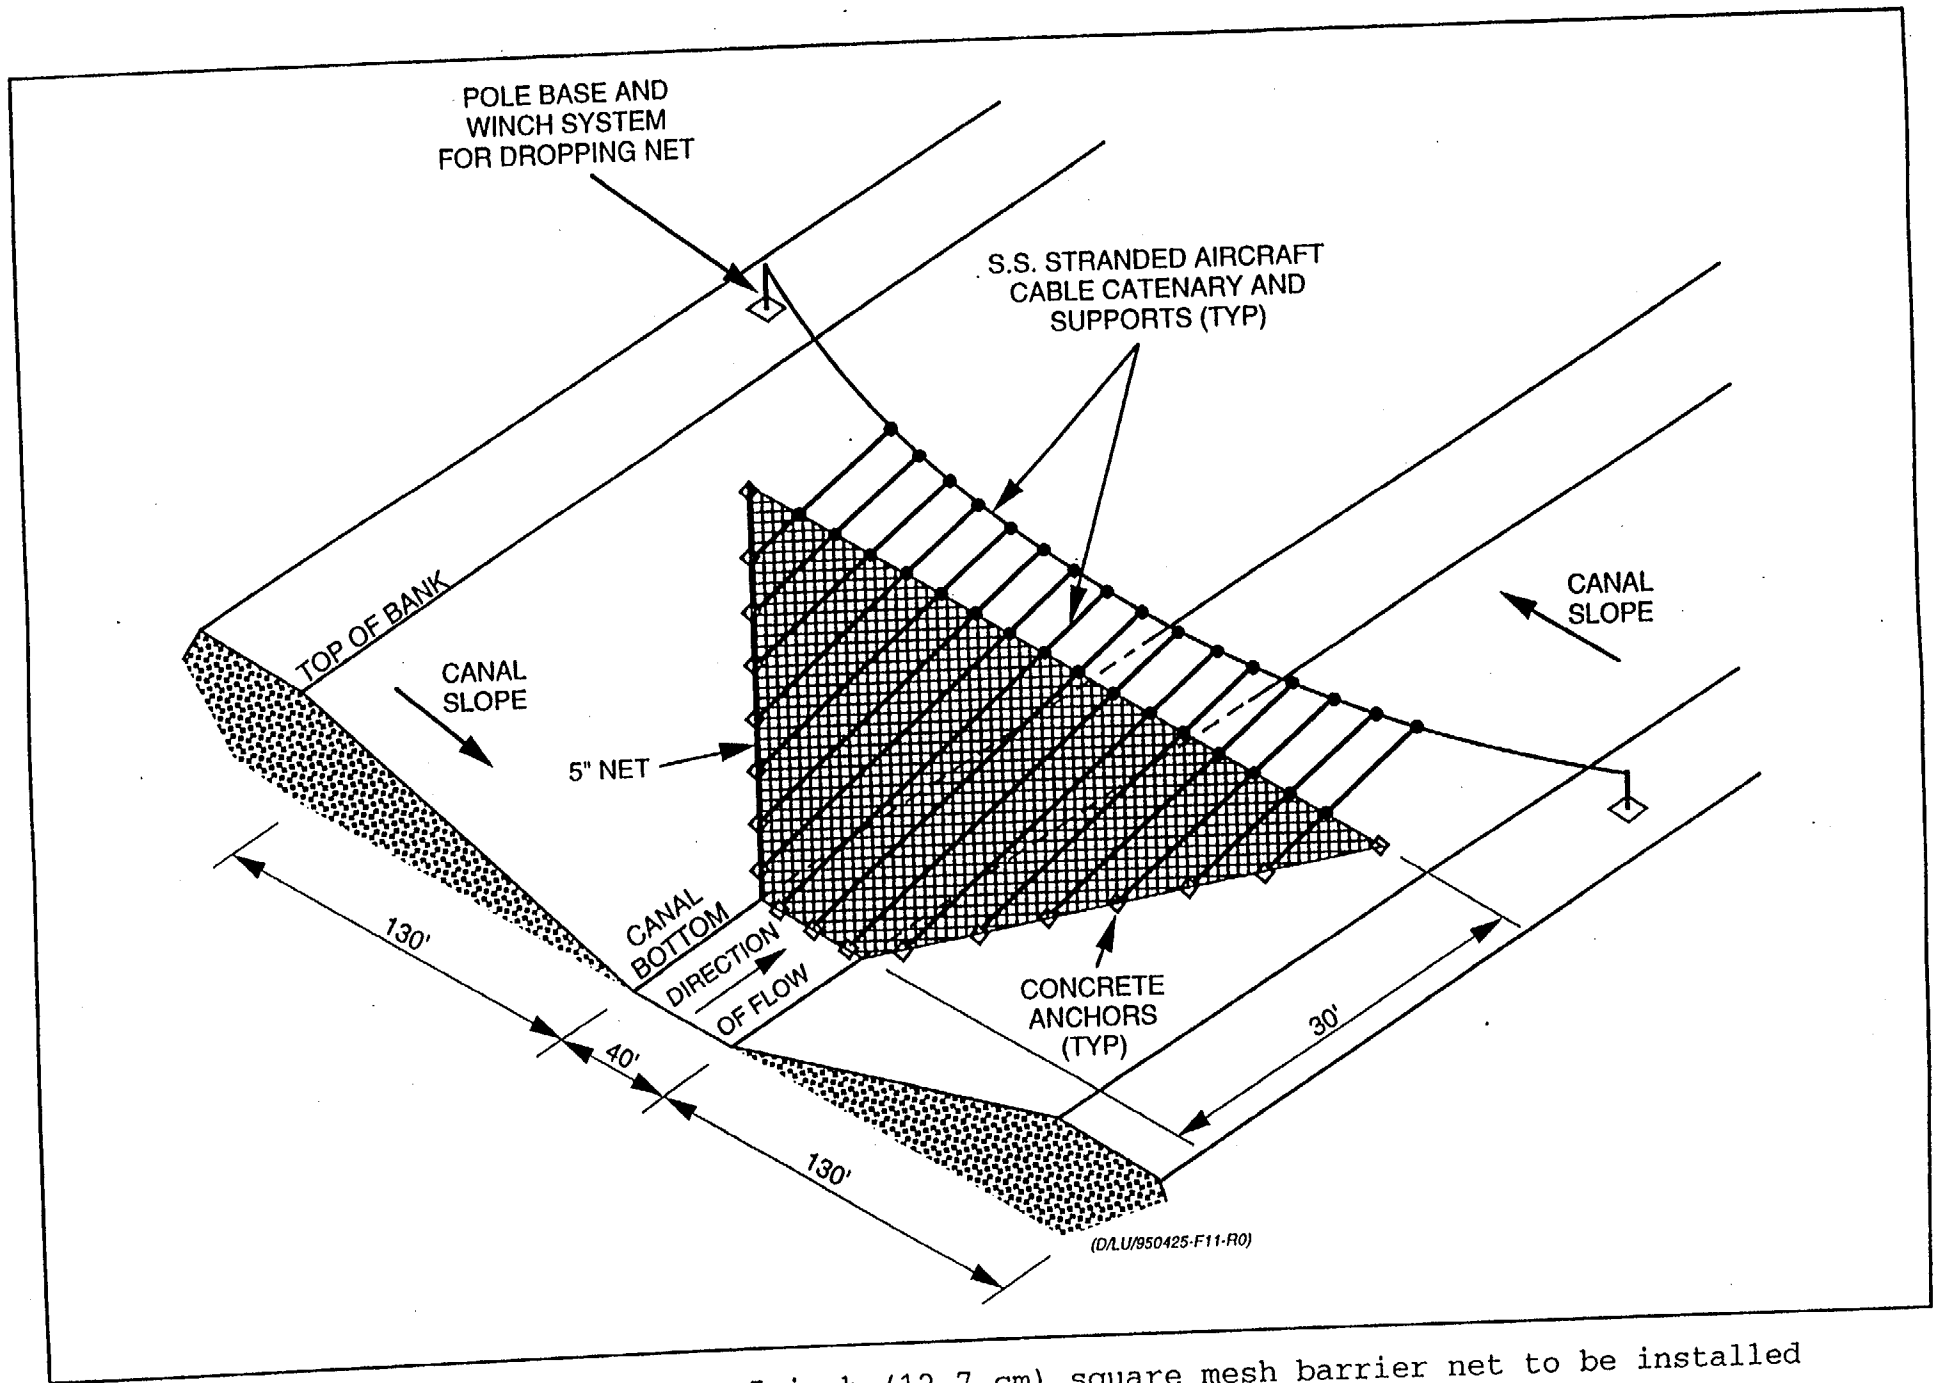 POLE BASE AND
WINCH SYSTEM
FOR DROPPING NET
S.S. STRANDED AIRCRAFT
CABLE CATENARY AND
SUPPORTS (TYP)
CANAL
SLOPE
TOP OF BANK
CANAL
SLOPE
5" NET
CANAL
BOTTOM
DIRECTION
OF FLOW
CONCRETE
ANCHORS
(TYP)
130'
40'
130'
30'
(D/LU/950425-F11-R0)
(12.7 cm) square mesh barrier net to be installed